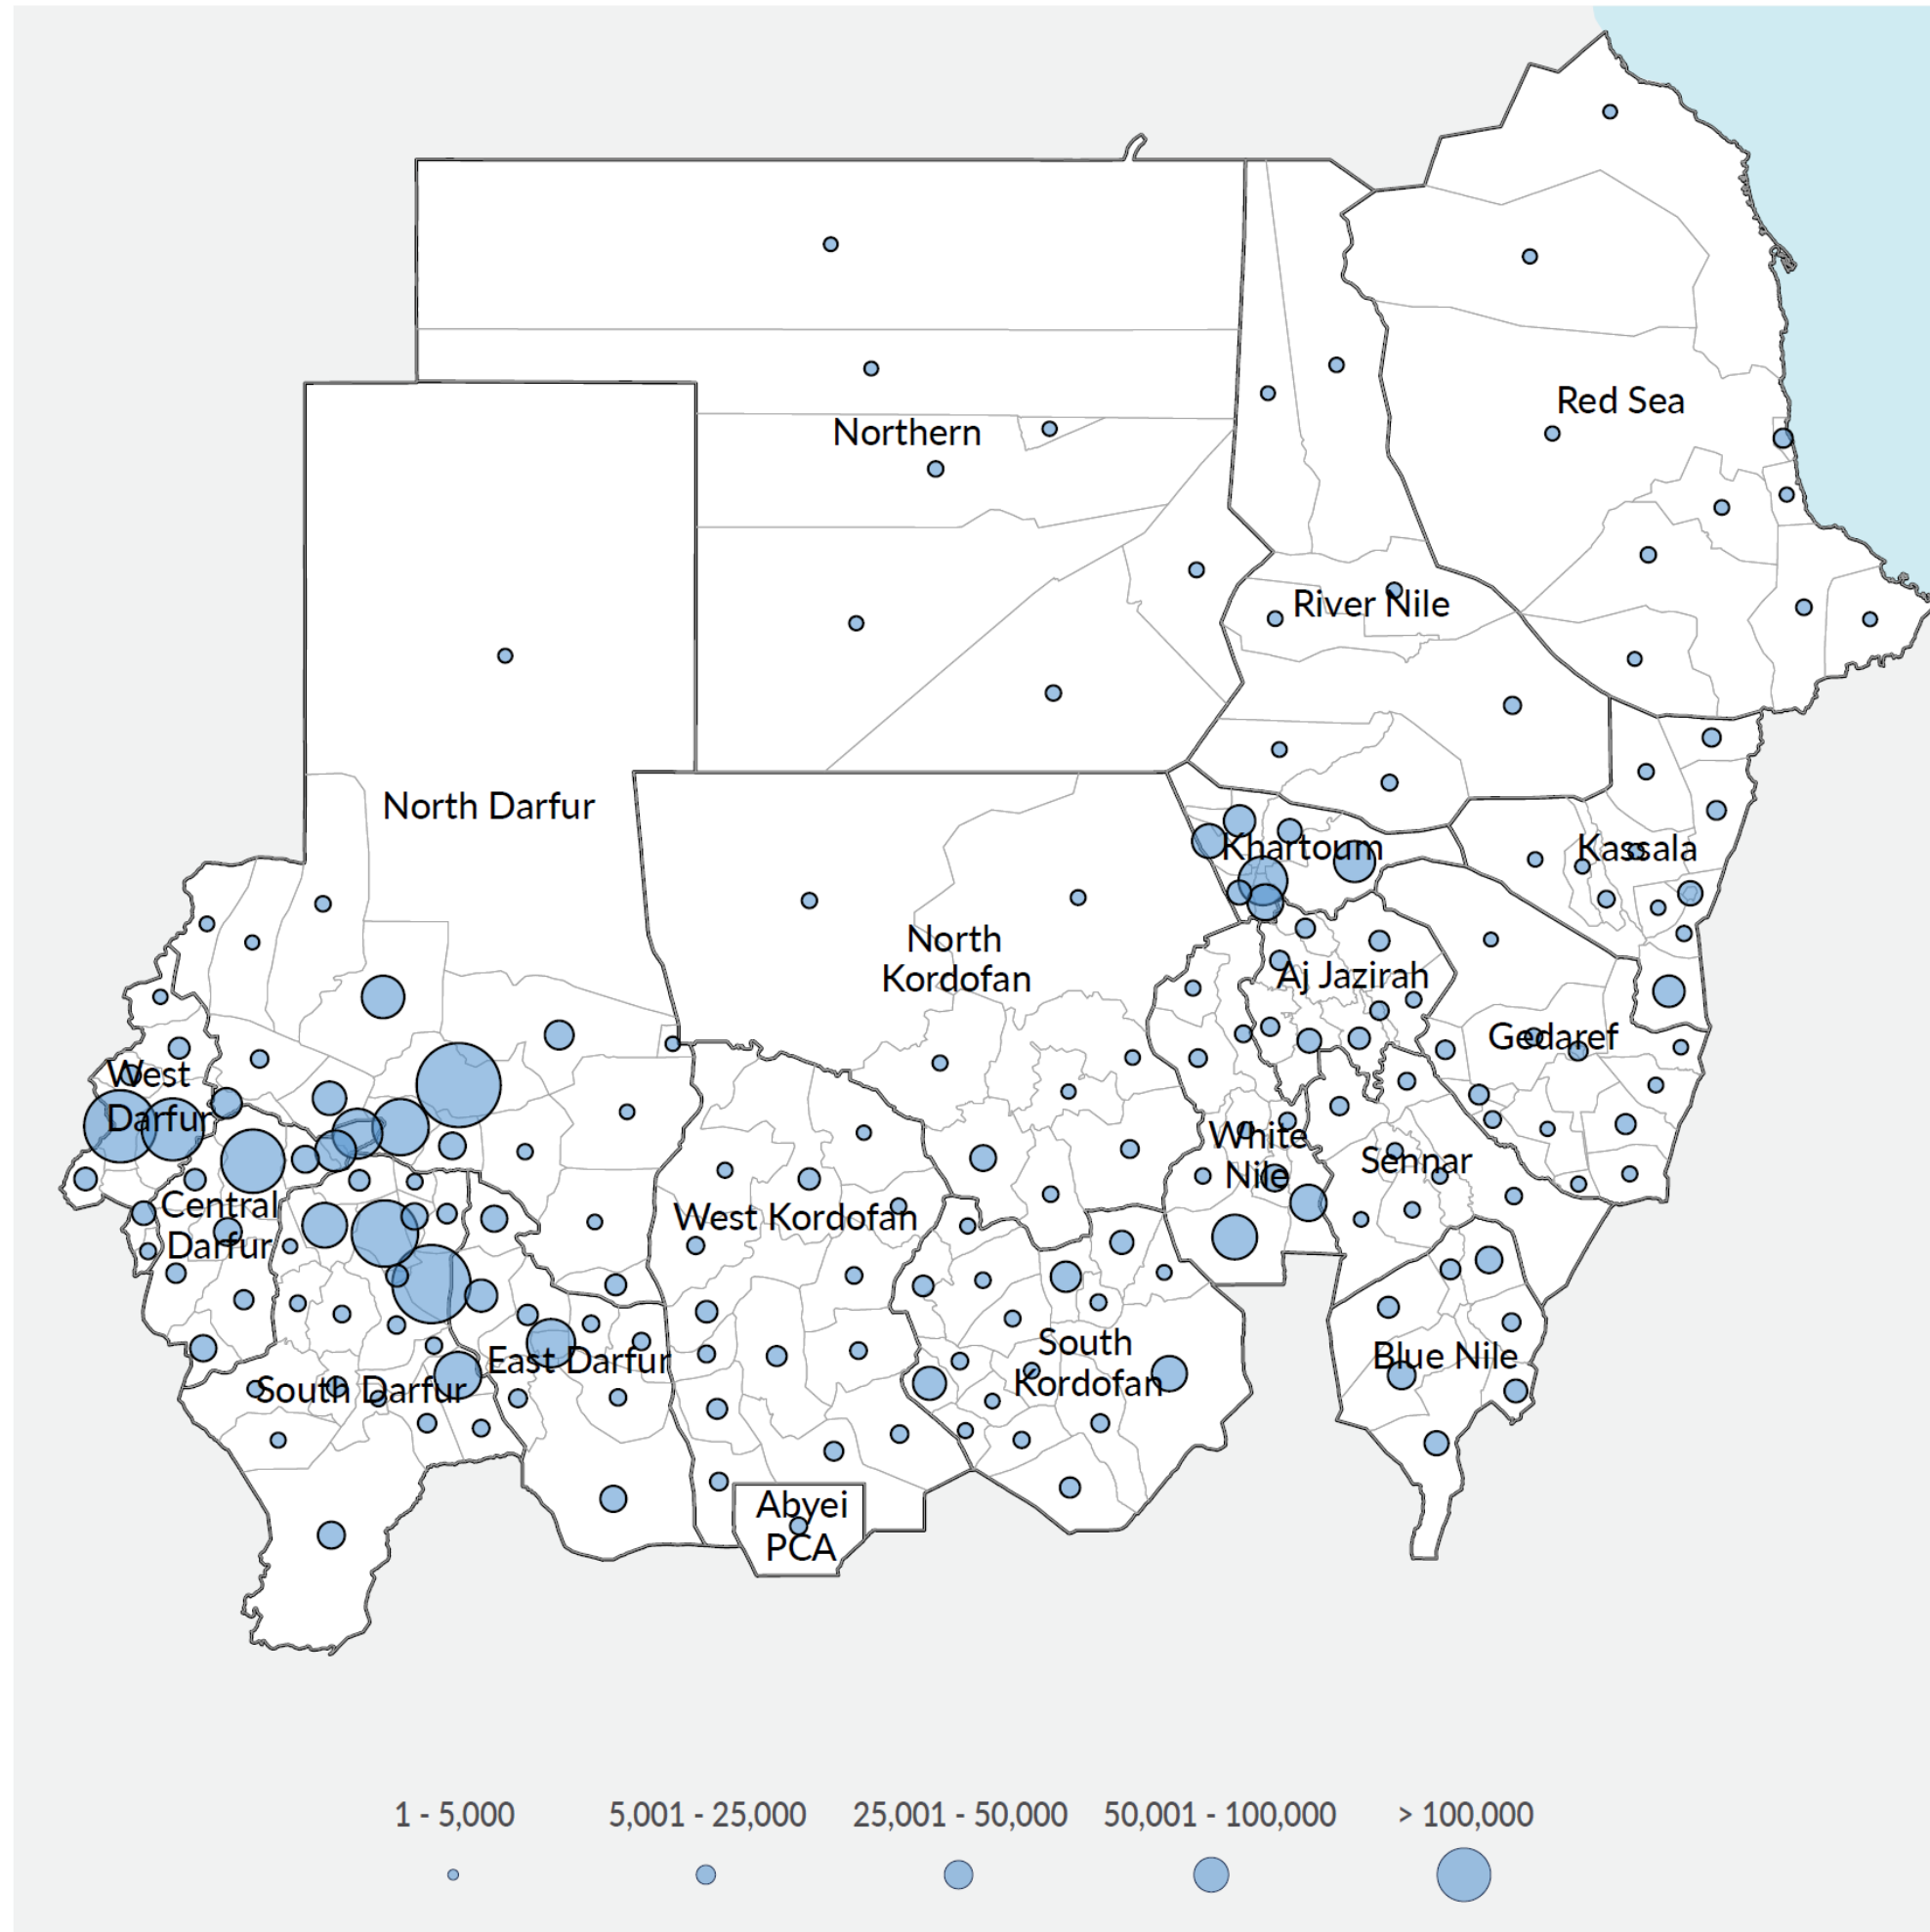 Red Sea
Northern
River Nile
North Darfur
Khartoum
Kassala
North
Kordofan
Aj Jazirah
Gedaref
West
Darfur
White
Nile
Sennar
Central
Darfur
West Kordofan
South
Kordofan
Blue Nile
East Darfur
South Darfur
Abyei
PCA
1 - 5,000
5,001 - 25,000
25,001 - 50,000
50,001 - 100,000
> 100,000